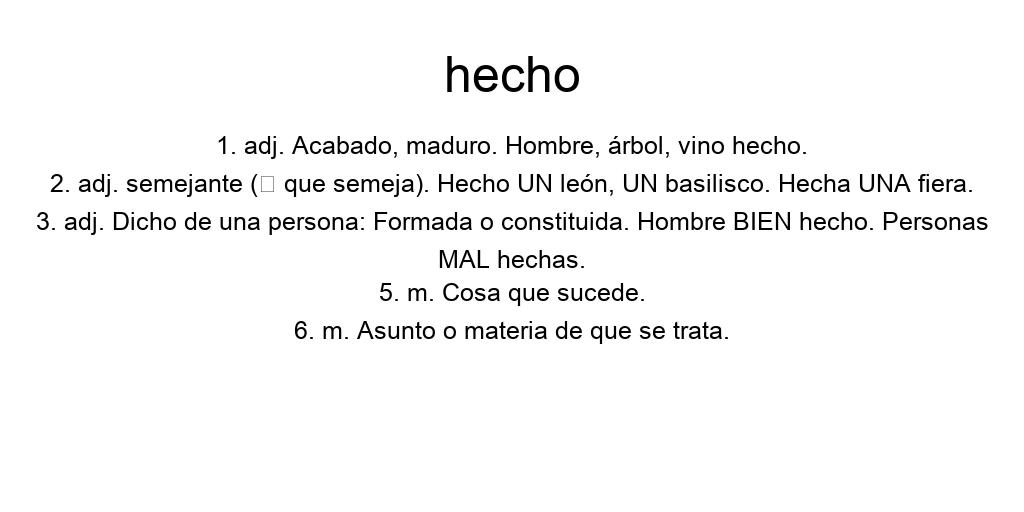 hecho
1. adj. Acabado, maduro. Hombre, árbol, vino hecho.
2. adj. semejante (▯ que semeja). Hecho UN león, UN basilisco. Hecha UNA fiera.
3. adj. Dicho de una persona: Formada o constituida. Hombre BIEN hecho. Personas
MAL hechas.
5. m. Cosa que sucede.
6. m. Asunto o materia de que se trata.